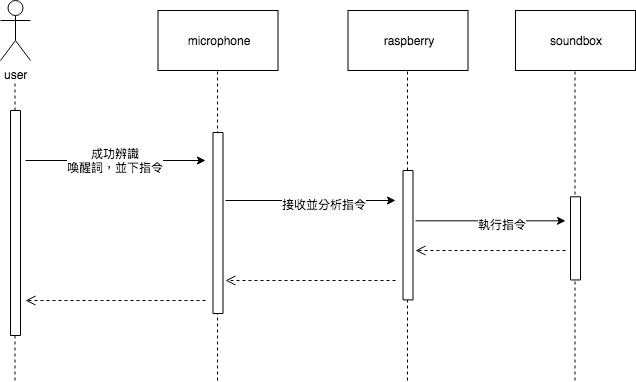 user
microphone
raspberry
soundbox
成功辨識
喚醒詞，並下指令
接收並分析指令
執行指令